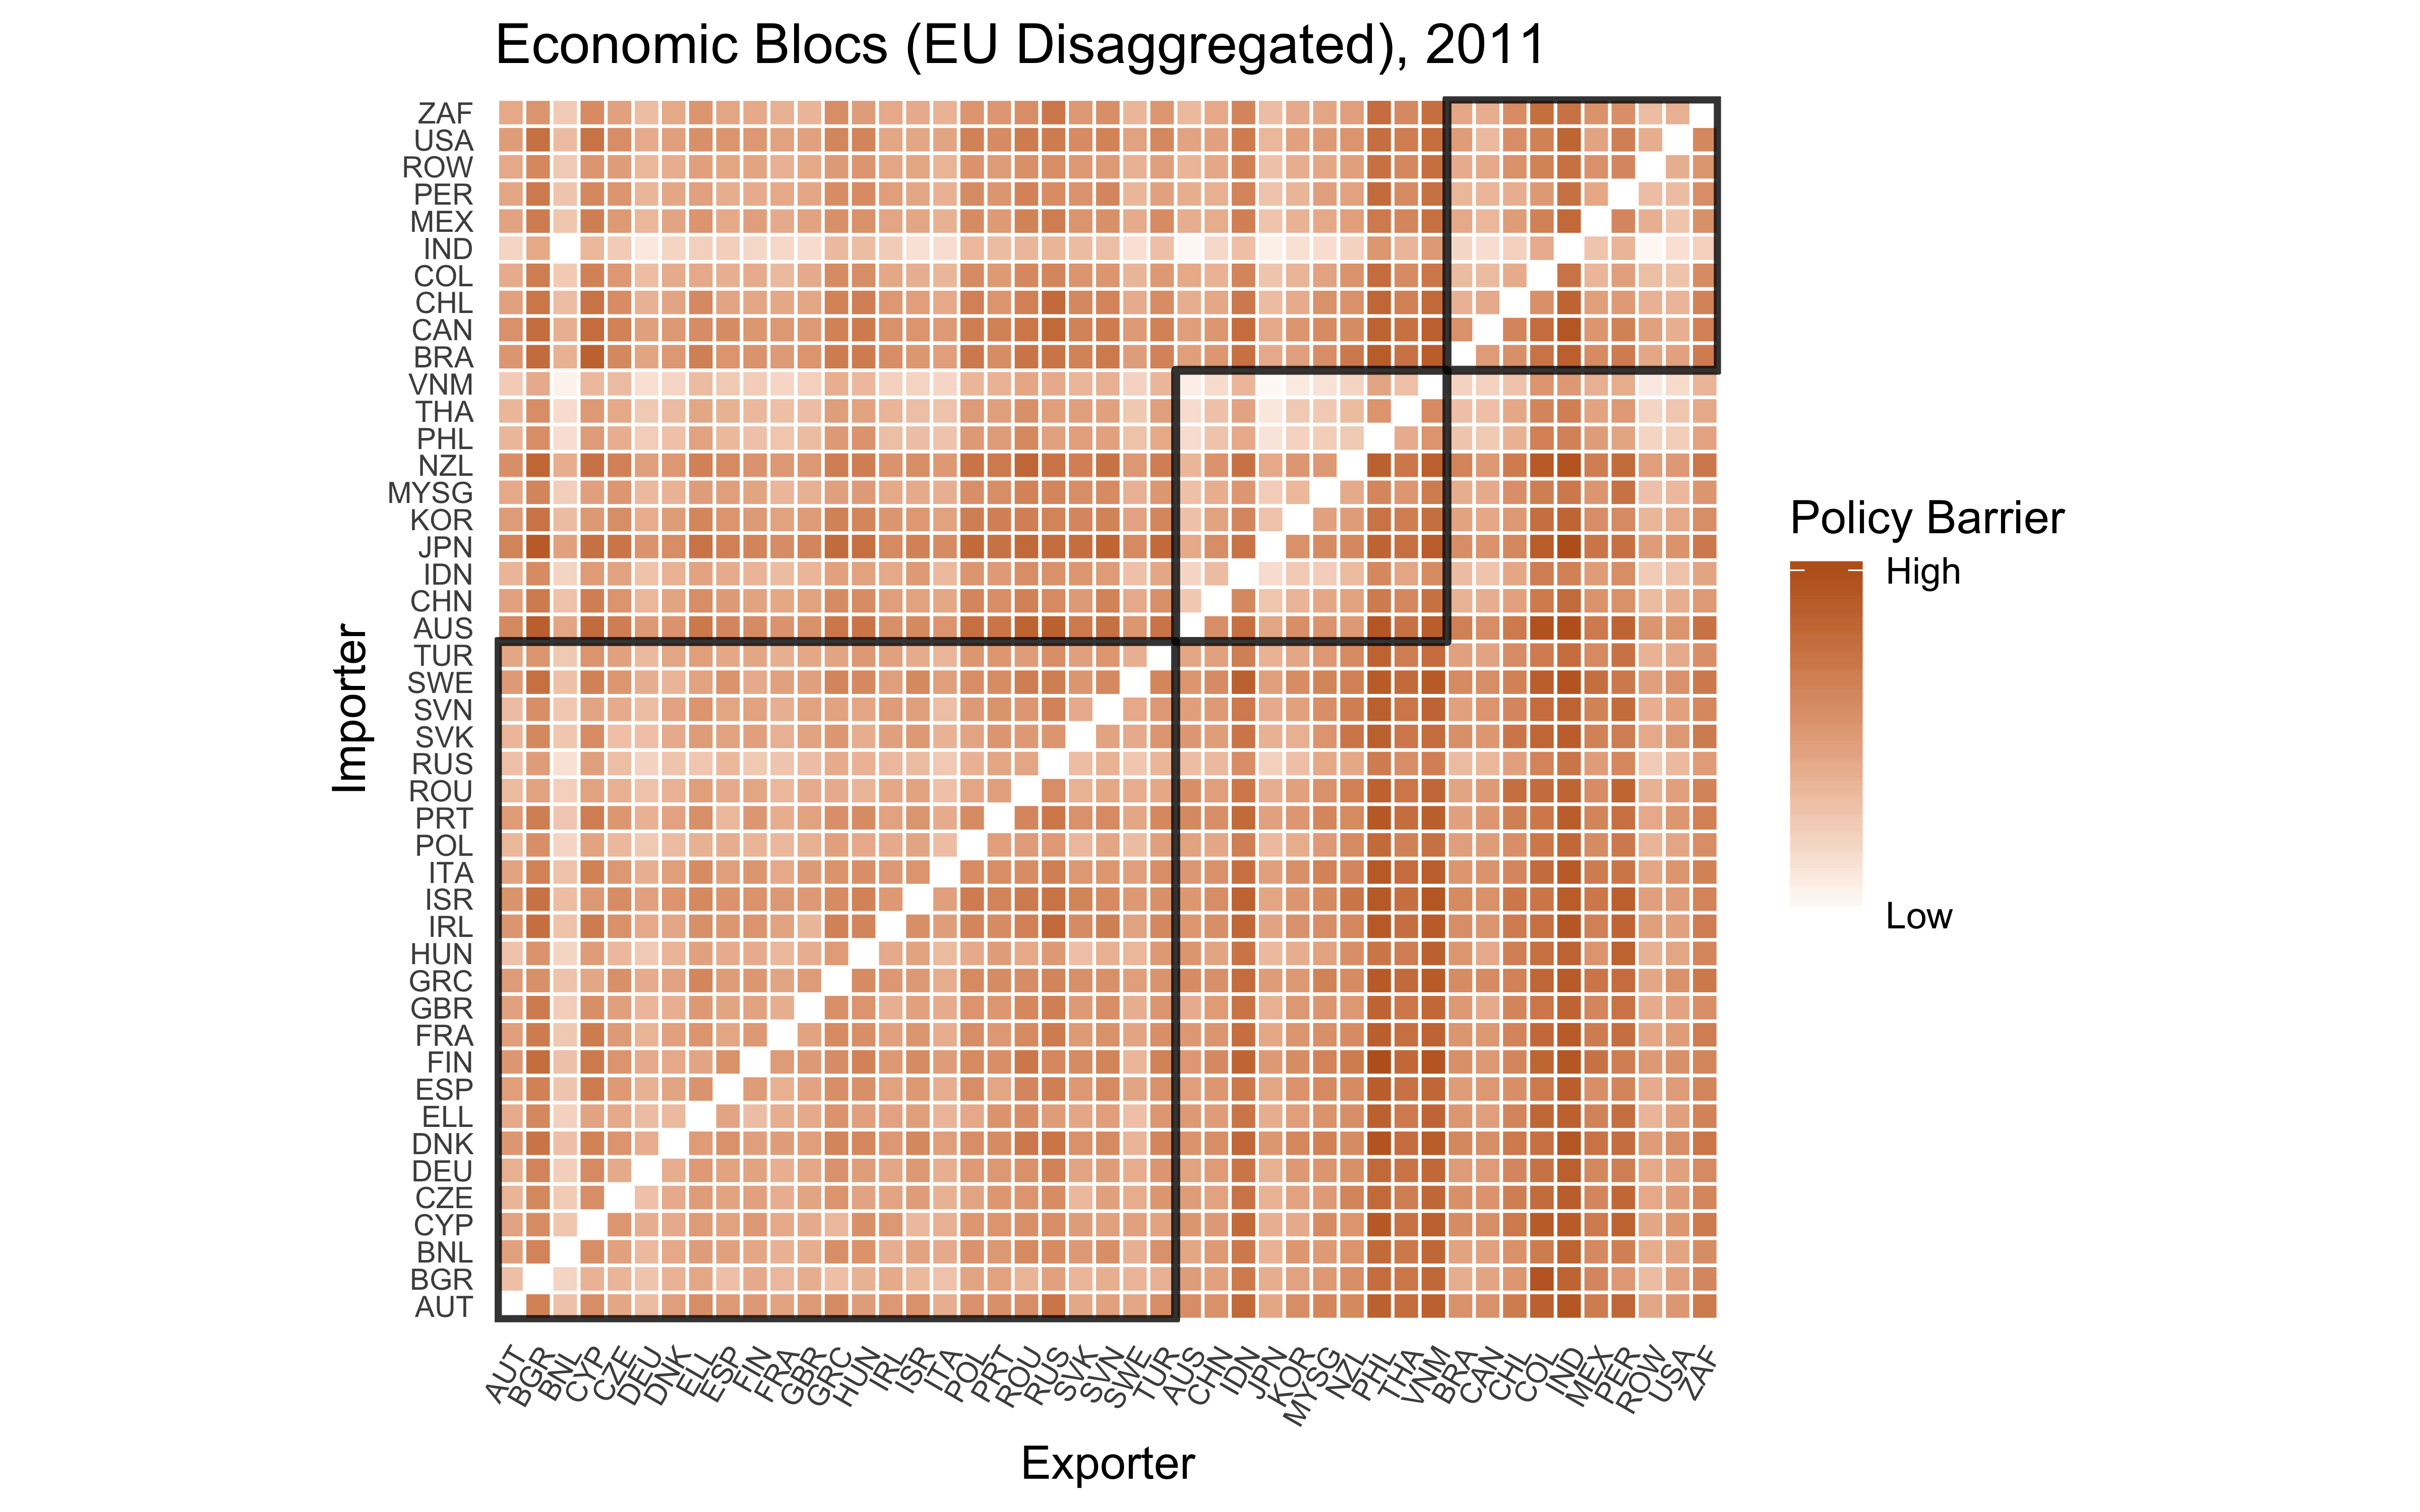 Economic Blocs (EU Disaggregated), 2011
ZAF
USA
ROW
PER
MEX
IND
COL
CHL
CAN
BRA
VNM
THA
PHL
NZL
MYSG
KOR
JPN
IDN
CHN
AUS
TUR
SWE
SVN
SVK
RUS
ROU
PRT
POL
ITA
ISR
IRL
HUN
GRC
GBR
FRA
FIN
ESP
ELL
DNK
DEU
CZE
CYP
BNL
BGR
AUT
Importer
AUT
BGR
BNL
CYP
CZE
DEU
DNK
ELL
ESP
FIN
FRA
GBR
GRC
HUN
IRL
ISR
ITA
POL
PRT
ROU
RUS
SVK
SVN
SWE
TUR
AUS
CHN
IDN
JPN
KOR
MYSG
NZL
PHL
THA
VNM
BRA
CAN
CHL
COL
IND
MEX
PER
ROW
USA
ZAF
Exporter
Policy Barrier
High
Low